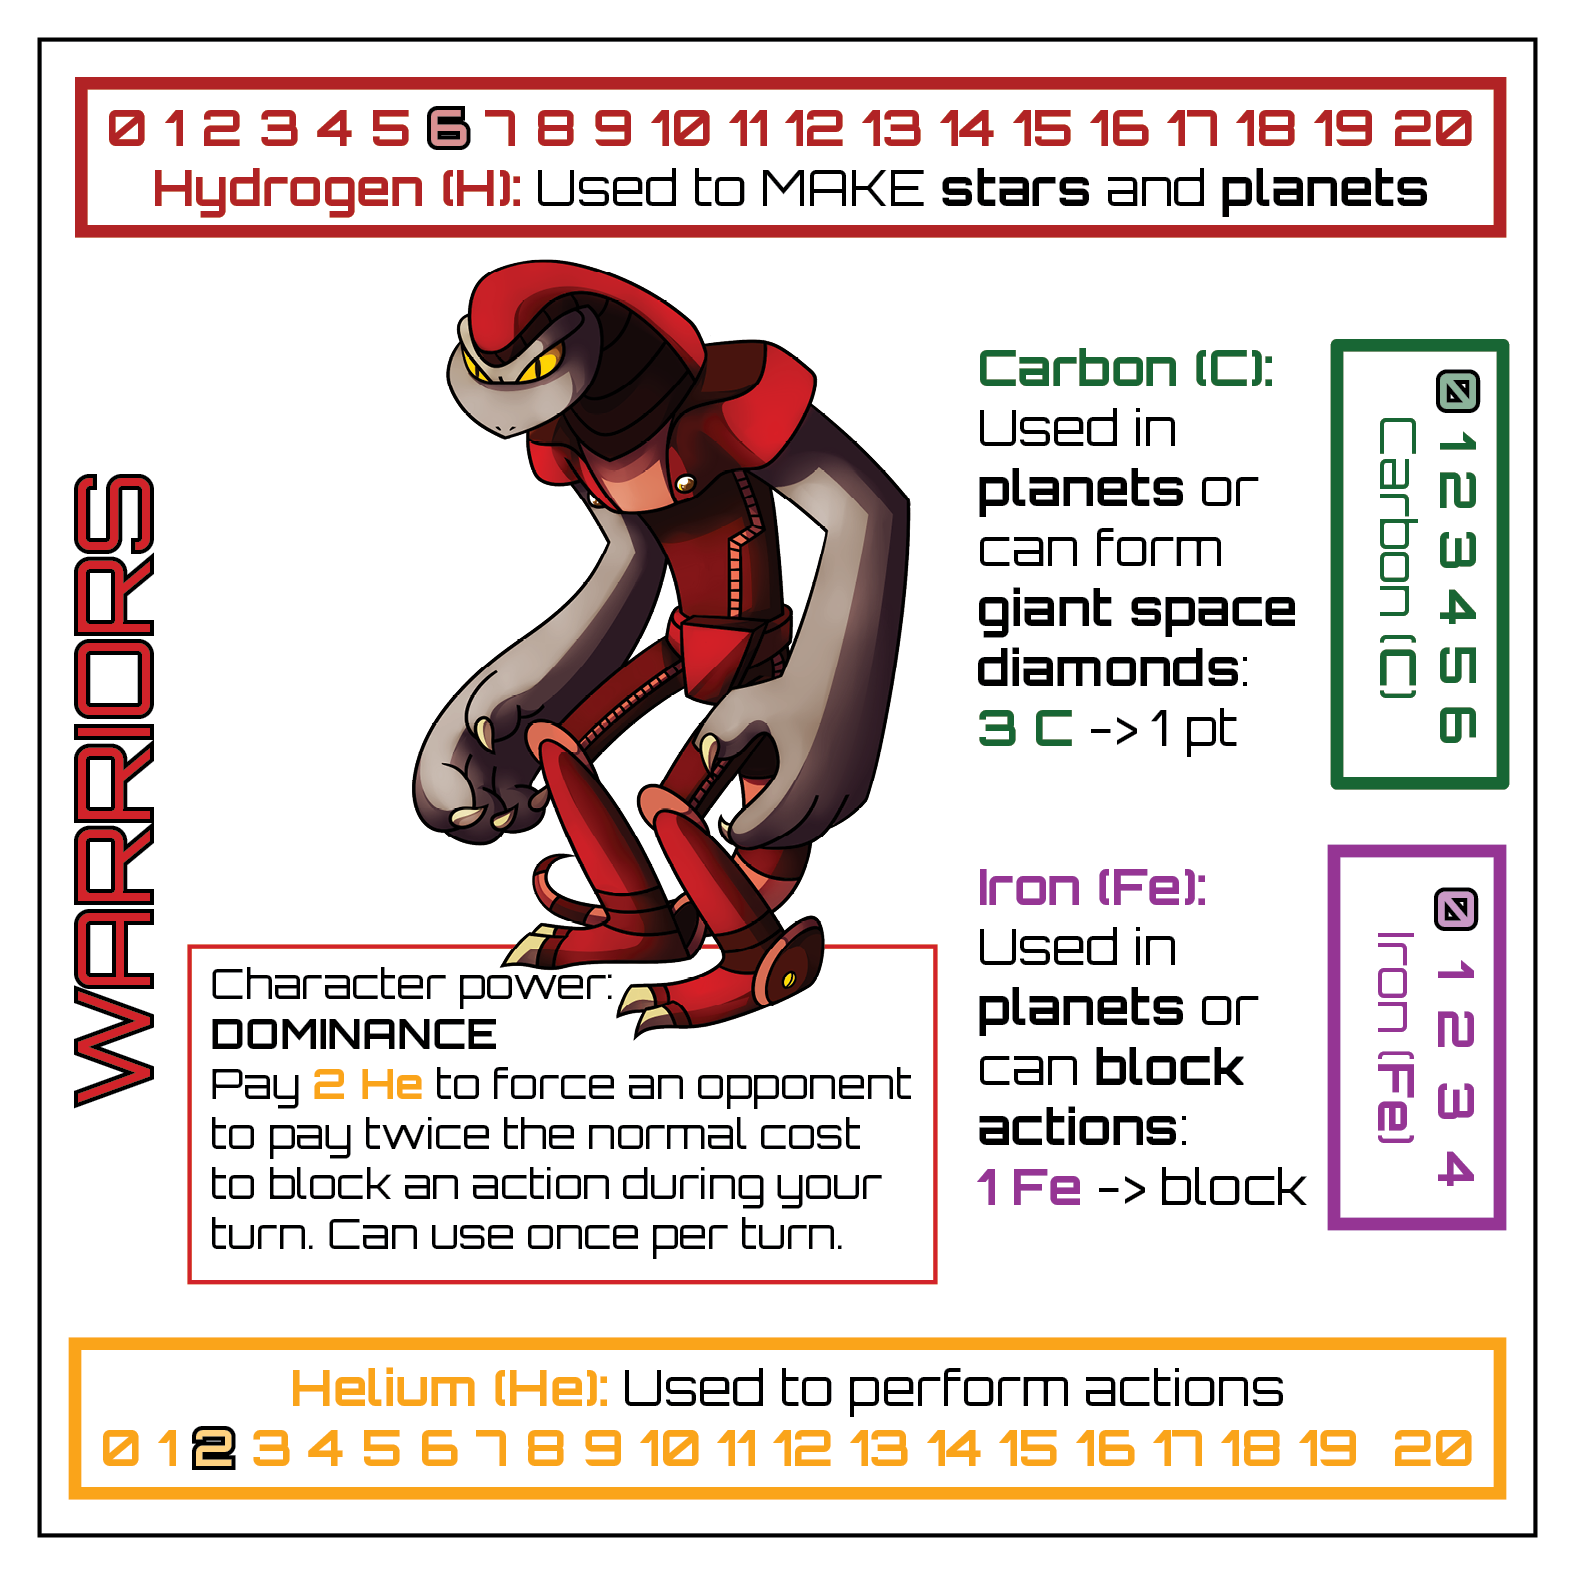 0 1 2 3 4 5 6 7 8 9 10 11 12 13 14 15 16 17 18 19 20
Hydrogen (H): Used to MAKE stars and planets
WARRIORS
Character power:
DOMINANCE
Pay 2 He to force an opponent
to pay twice the normal cost
to block an action during your
turn. Can use once per turn.
Carbon (C):
Used in
planets or
can form
giant space
diamonds:
3 C -> 1 pt
0 1 2 3 4 5 6
Carbon (C)
Iron (Fe):
Used in
planets or
can block
actions:
1 Fe -> block
0 1 2 3 4
Iron (Fe)
Helium (He): Used to perform actions
0 1 2 3 4 5 6 7 8 9 10 11 12 13 14 15 16 17 18 19 20